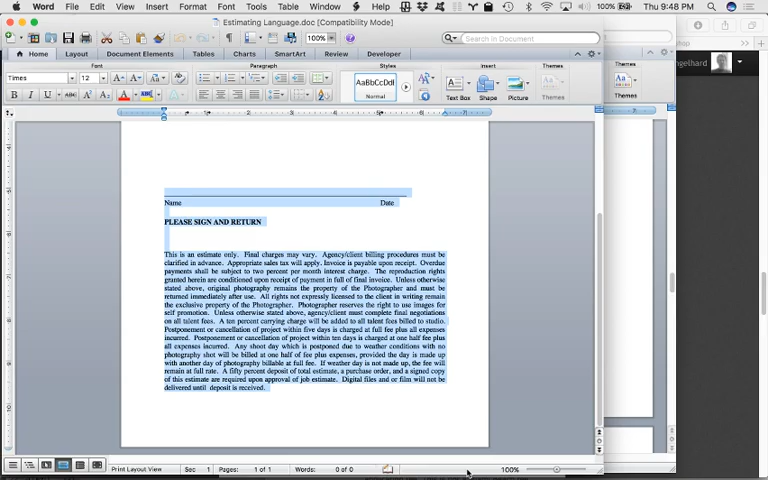 Word File Edit View Insert Format Font Tools Table Window Help 100% Thu 9:48 PM
Estimating Language.doc [Compatibility Mode]
100% Search in Document
Home Layout Document Elements Tables Charts SmartArt Review Developer
Font Paragraph Styles Insert Themes
Times 12 AaBbCcDdI
Normal Text Box Shape Picture Themes
Themes
Themes
ngelhard
Name Date
PLEASE SIGN AND RETURN
This is an estimate only. Final charges may vary. Agency/client billing procedures must be
clarified in advance. Appropriate sales tax will apply. Invoice is payable upon receipt. Overdue
payments shall be subject to two percent per month interest charge. The reproduction rights
granted herein are conditioned upon receipt of payment in full of final invoice. Unless otherwise
stated above, original photography remains the property of the Photographer and must be
returned immediately after use. All rights not expressly licensed to the client in writing remain
the exclusive property of the Photographer. Photographer reserves the right to use images for
self promotion. Unless otherwise stated above, agency/client must complete final negotiations
on all talent fees. A ten percent carrying charge will be added to all talent fees billed to studio.
Postponement or cancellation of project within five days is charged at full fee plus all expenses
incurred. Postponement or cancellation of project within ten days is charged at one half fee plus
all expenses incurred. Any shoot day which is postponed due to weather conditions with no
photography shot will be billed at one half of fee plus expenses, provided the day is made up
with another day of photography billable at full fee. If weather day is not made up, the fee will
remain at full rate. A fifty percent deposit of total estimate, a purchase order, and a signed copy
of this estimate are required upon approval of job estimate. Digital files and or film will not be
delivered until deposit is received.
Print Layout View Sec 1 Pages: 1 of 1 Words: 0 of 0 100%